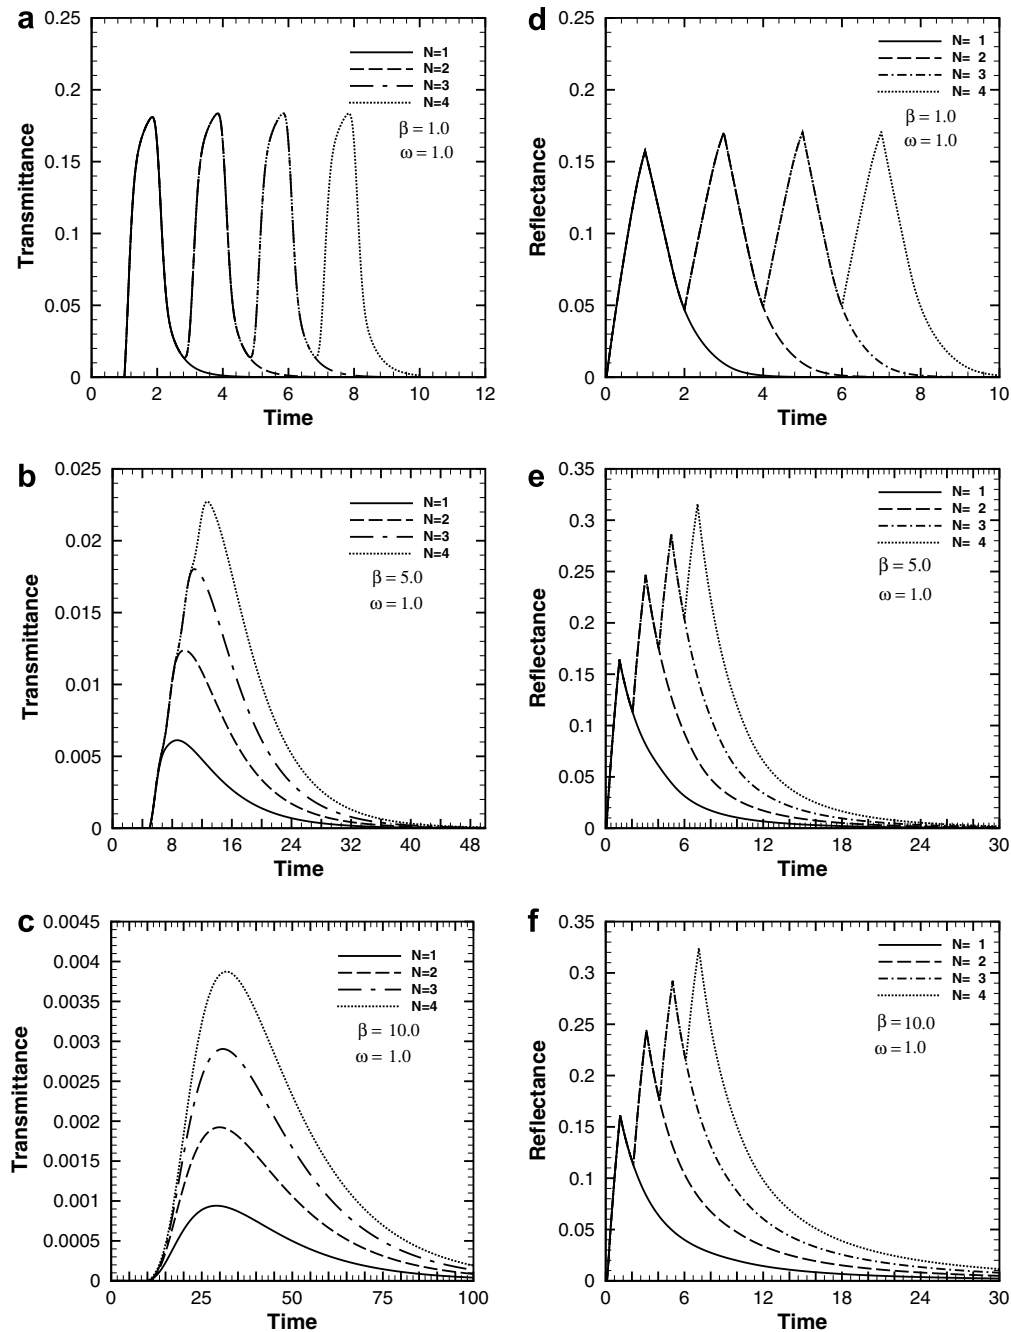 a
0.25
0.2
0.15
0.1
0.05
0
Transmittance
N=1
N=2
N=3
N=4
β = 1.0
ω = 1.0
0 2 4 6 8 10 12
Time
d
0.25
0.2
0.15
0.1
0.05
0
Reflectance
N= 1
N= 2
N= 3
N= 4
β = 1.0
ω = 1.0
0 2 4 6 8 10
Time
b
0.025
0.02
0.015
0.01
0.005
0
Transmittance
N=1
N=2
N=3
N=4
β = 5.0
ω = 1.0
0 8 16 24 32 40 48
Time
e
0.35
0.3
0.25
0.2
0.15
0.1
0.05
0
Reflectance
N= 1
N= 2
N= 3
N= 4
β = 5.0
ω = 1.0
0 6 12 18 24 30
Time
c
0.0045
0.004
0.0035
0.003
0.0025
0.002
0.0015
0.001
0.0005
0
Transmittance
N=1
N=2
N=3
N=4
β = 10.0
ω = 1.0
0 25 50 75 100
Time
f
0.35
0.3
0.25
0.2
0.15
0.1
0.05
0
Reflectance
N= 1
N= 2
N= 3
N= 4
β = 10.0
ω = 1.0
0 6 12 18 24 30
Time